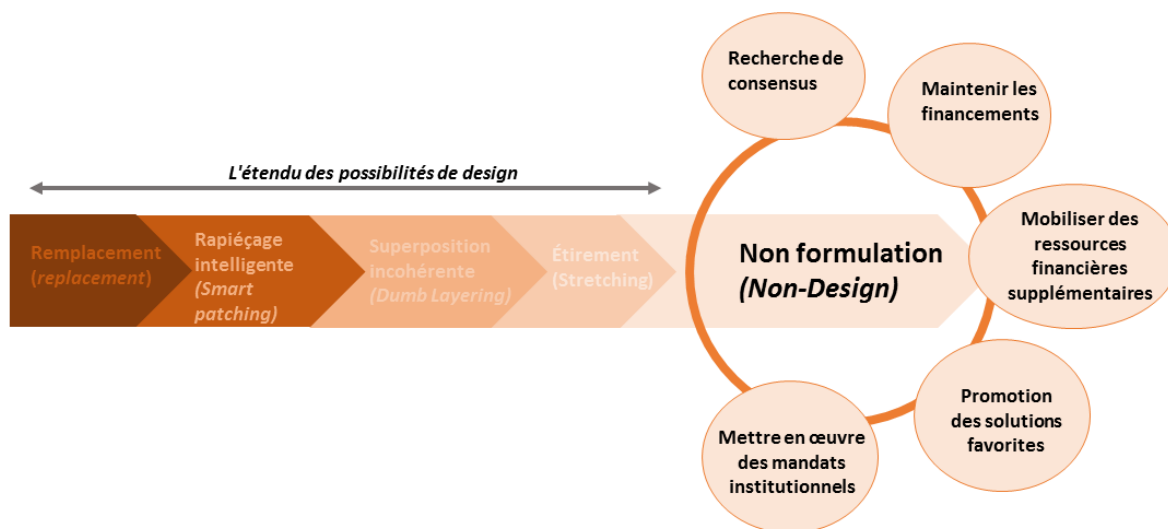 L'étendu des possibilités de design
Remplacement
(replacement)
Rapiéçage
intelligente
(Smart
patching)
Superposition
incohérente
(Dumb Layering)
Étirement
(Stretching)
Non formulation
(Non-Design)
Recherche de
consensus
Maintenir les
financements
Mobiliser des
ressources
financières
supplémentaires
Promotion
des solutions
favorites
Mettre en œuvre
des mandats
institutionnels